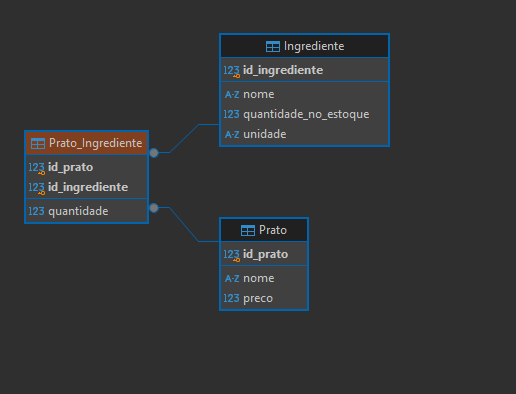 Ingrediente
123 id_ingrediente
A-Z nome
123 quantidade_no_estoque
A-Z unidade
Prato_Ingrediente
123 id_prato
123 id_ingrediente
123 quantidade
Prato
123 id_prato
A-Z nome
123 preco